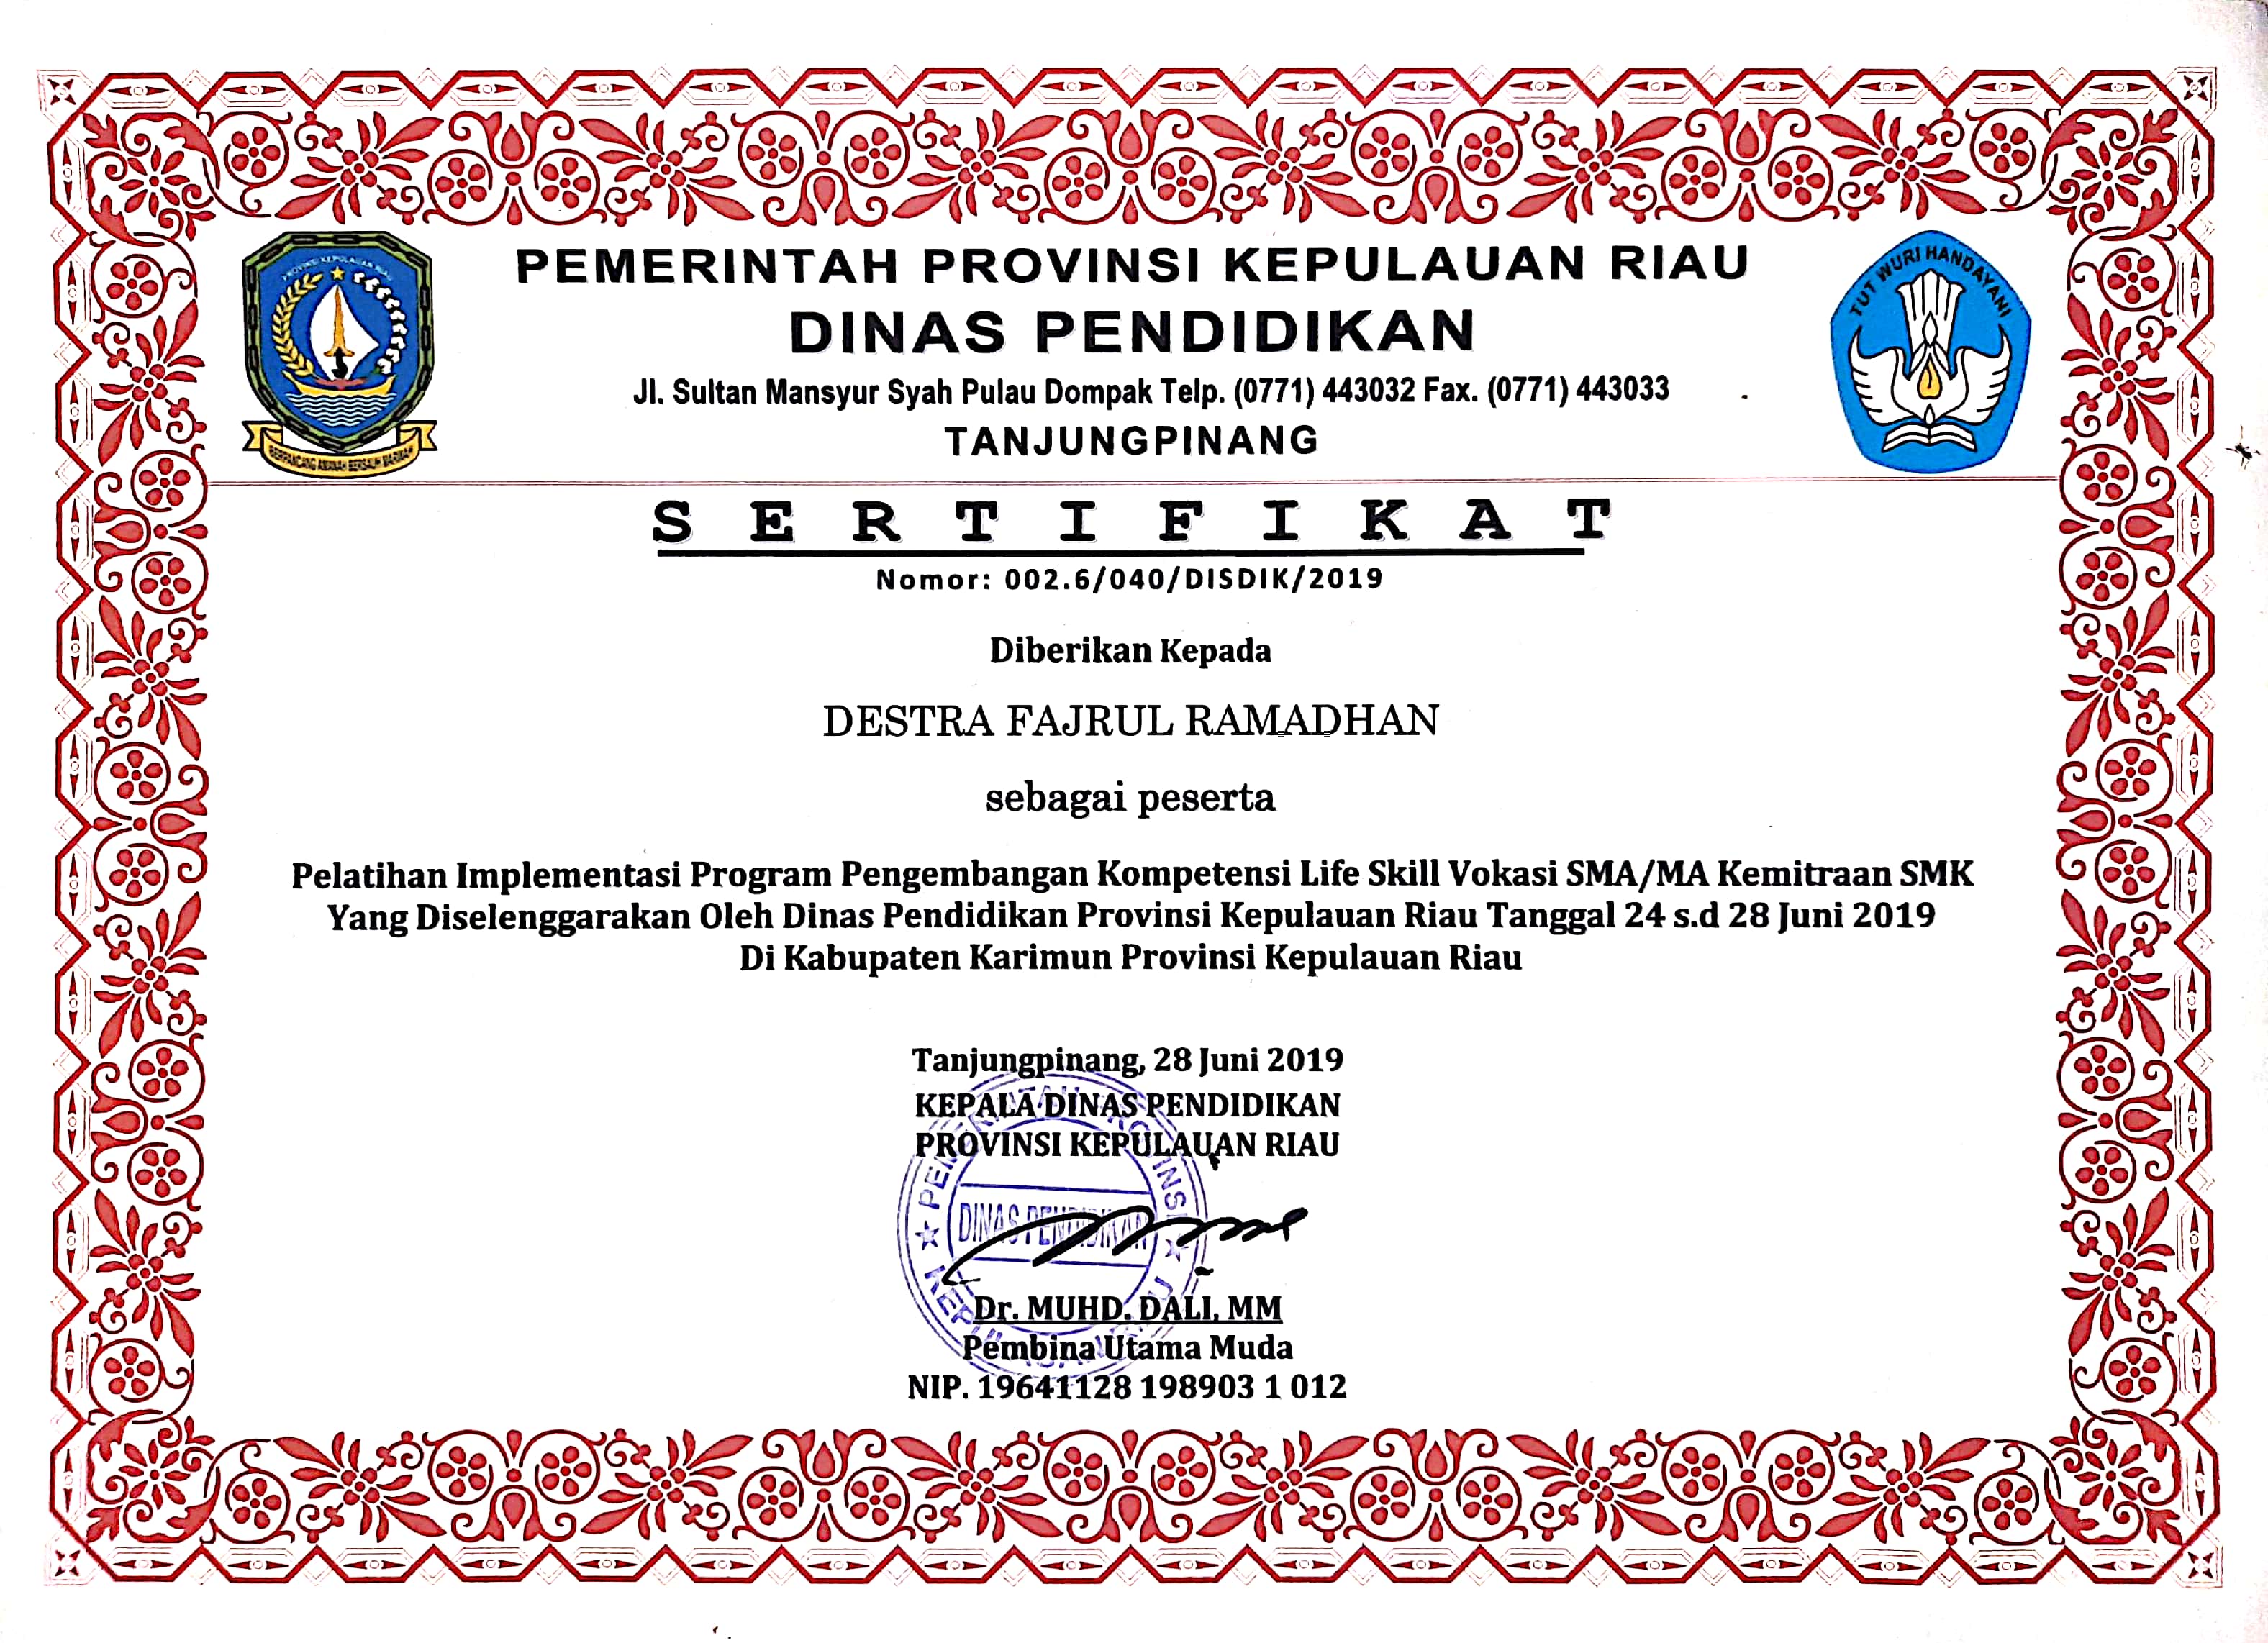 PEMERINTAH PROVINSI KEPULAUAN RIAU
DINAS PENDIDIKAN
Jl. Sultan Mansyur Syah Pulau Dompak Telp. (0771) 443032 Fax. (0771) 443033
TANJUNGPINANG
PROVINSI KEPULAUAN RIAU
BERPANCANG AMANAH BERSAUH MARWAH
TUT WURI HANDAYANI
S E R T I F I K A T
Nomor: 002.6/040/DISDIK/2019
Diberikan Kepada
DESTRA FAJRUL RAMADHAN
sebagai peserta
Pelatihan Implementasi Program Pengembangan Kompetensi Life Skill Vokasi SMA/MA Kemitraan SMK
Yang Diselenggarakan Oleh Dinas Pendidikan Provinsi Kepulauan Riau Tanggal 24 s.d 28 Juni 2019
Di Kabupaten Karimun Provinsi Kepulauan Riau
Tanjungpinang, 28 Juni 2019
KEPALA DINAS PENDIDIKAN
PROVINSI KEPULAUAN RIAU
DINAS PENDIDIKAN
Dr. MUHD. DALI, MM
Pembina Utama Muda
NIP. 19641128 198903 1 012